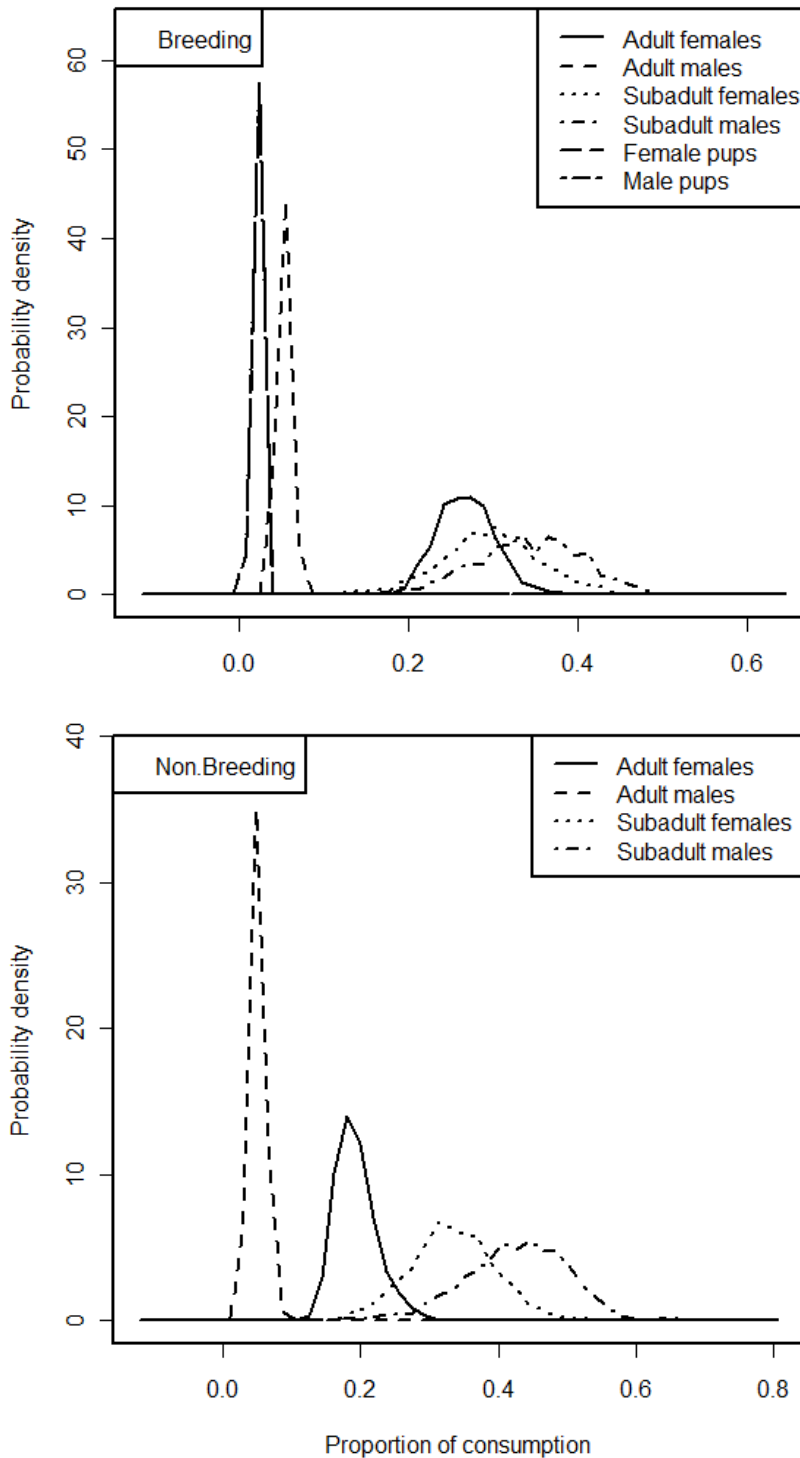 Breeding
Adult females
Adult males
Subadult females
Subadult males
Female pups
Male pups
Probability density
60
50
40
30
20
10
0
0.0 0.2 0.4 0.6
Non.Breeding
Adult females
Adult males
Subadult females
Subadult males
Probability density
40
30
20
10
0
0.0 0.2 0.4 0.6 0.8
Proportion of consumption